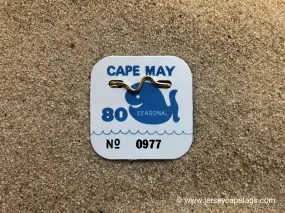 CAPE MAY
80 SEASONAL
Nº 0977
© www.jerseycapetags.com